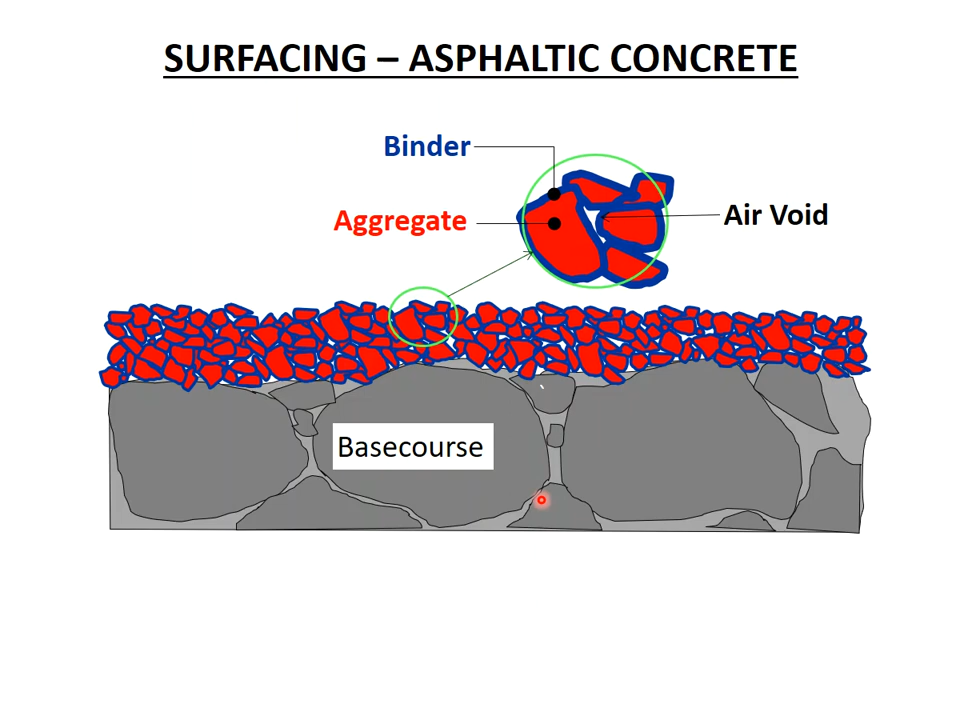 SURFACING – ASPHALTIC CONCRETE
Binder
Aggregate
Air Void
Basecourse